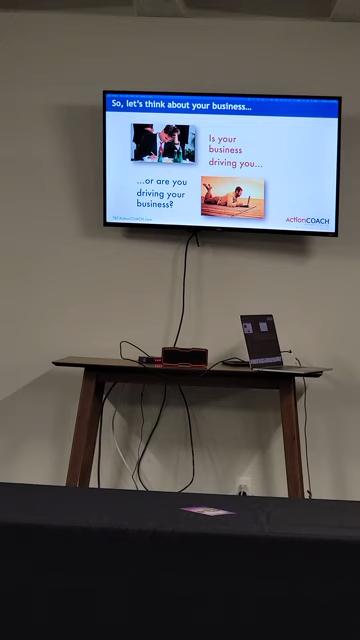 So, let's think about your business...
Is your
business
driving you...
...or are you
driving your
business?
ActionCOACH